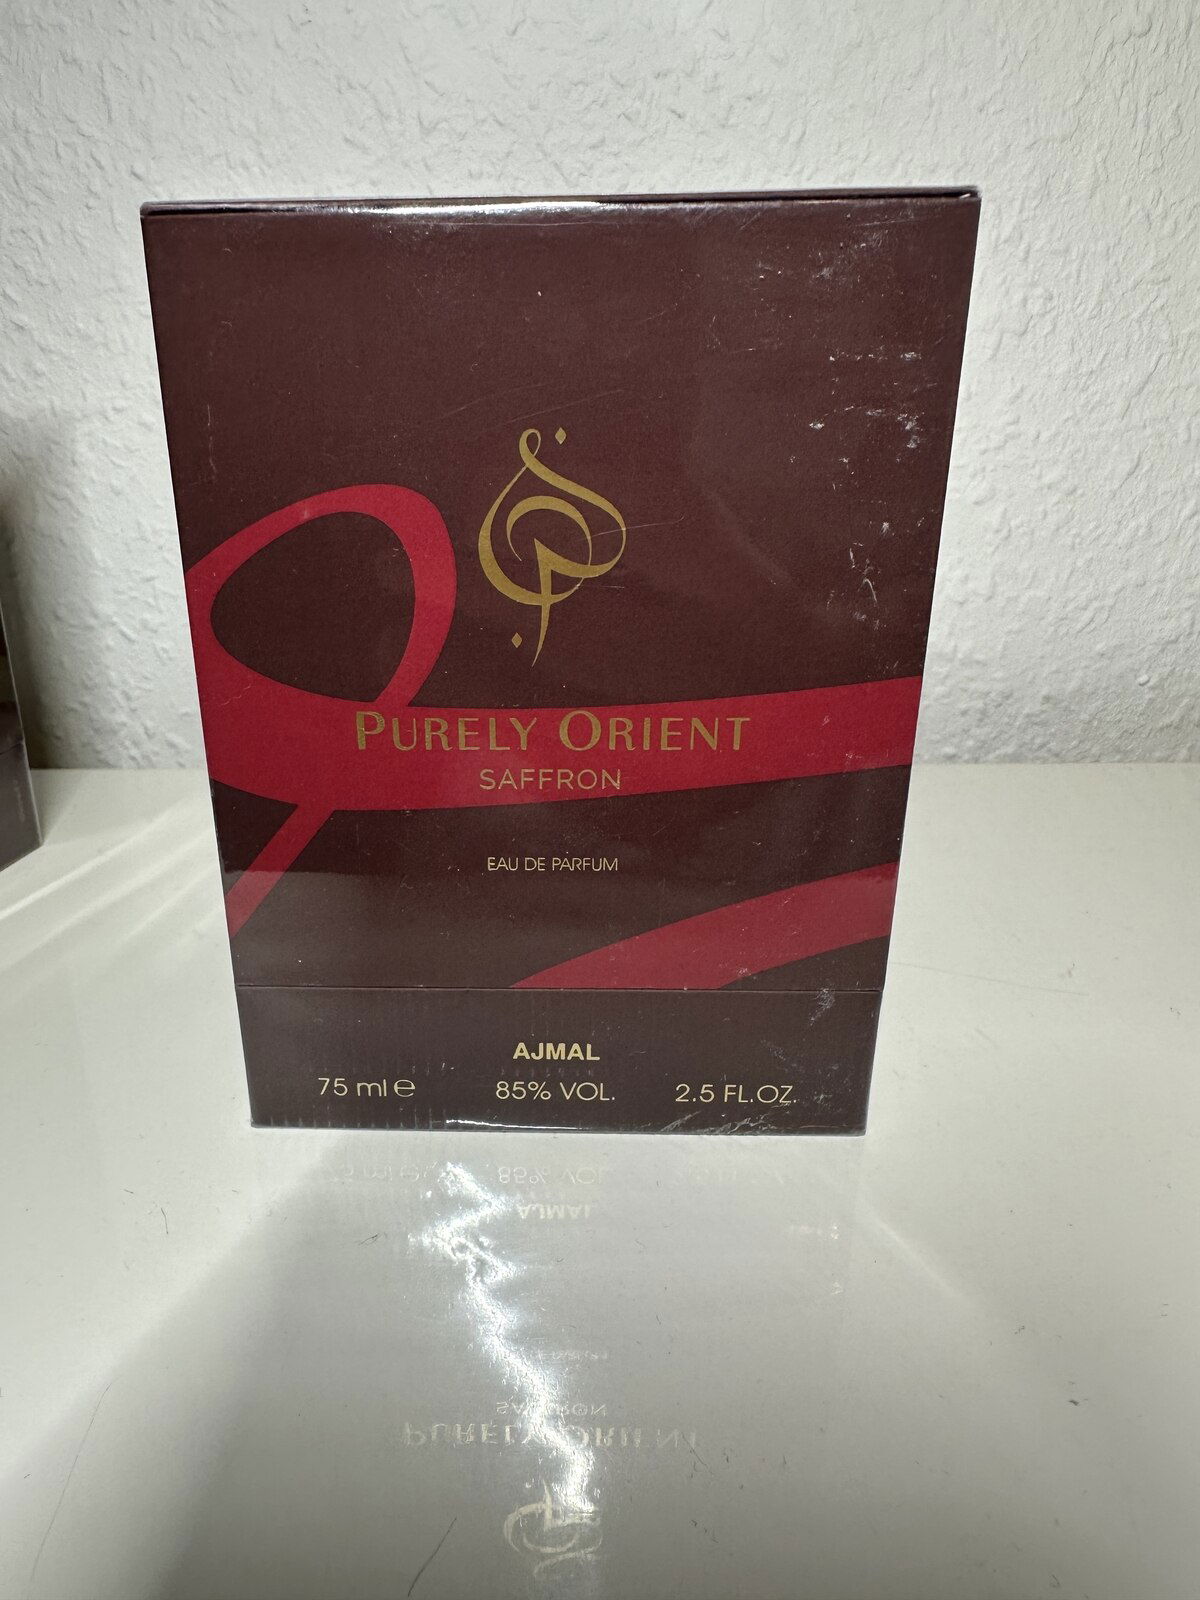 PURELY ORIENT
SAFFRON
EAU DE PARFUM
AJMAL
75 ml ℮ 85% VOL. 2.5 FL.OZ.